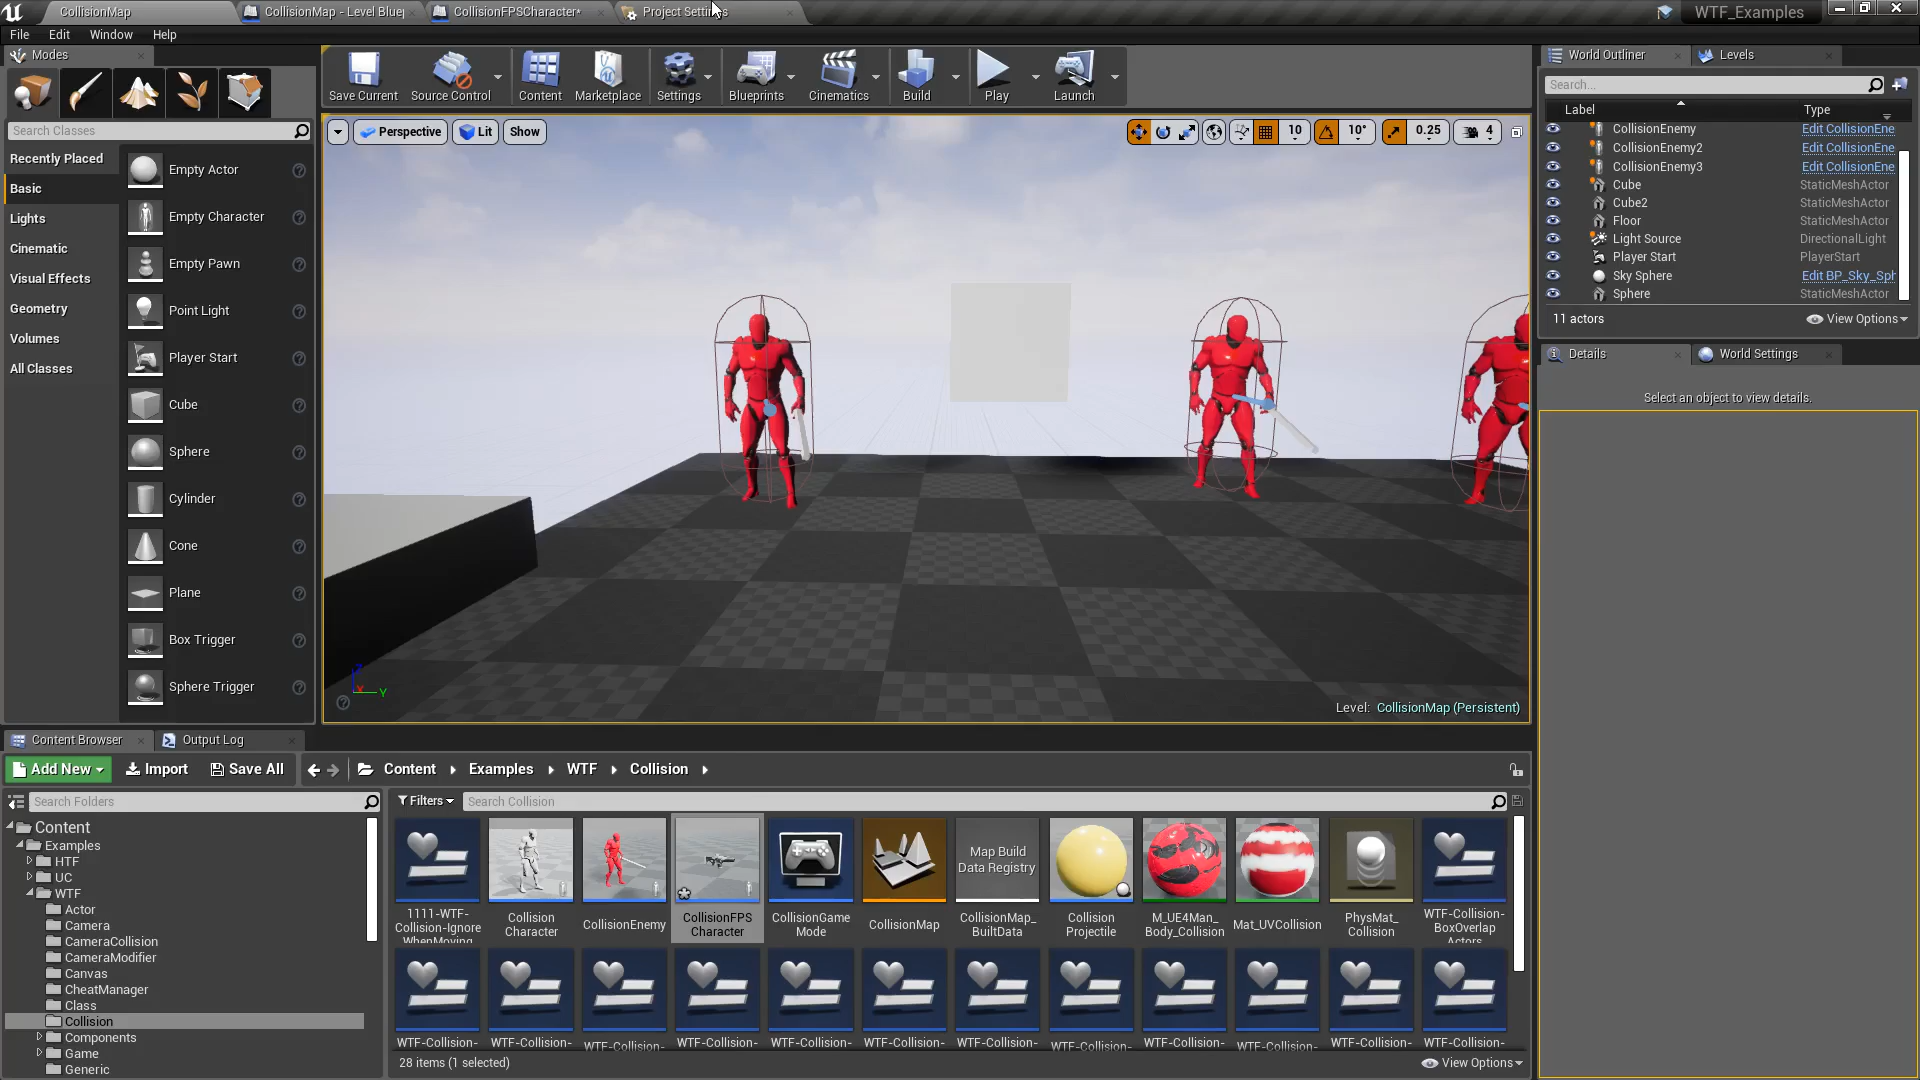 CollisionMap
CollisionMap - Level Bluep
CollisionFPSCharacter*
Project Settings
WTF_Examples
File
Edit
Window
Help
Modes
Save Current
Source Control
Content
Marketplace
Settings
Blueprints
Cinematics
Build
Play
Launch
World Outliner
Levels
Search...
Label
Type
CollisionEnemy
Edit CollisionEne
CollisionEnemy2
Edit CollisionEne
CollisionEnemy3
Edit CollisionEne
Cube
StaticMeshActor
Cube2
StaticMeshActor
Floor
StaticMeshActor
Light Source
DirectionalLight
Player Start
PlayerStart
Sky Sphere
Edit BP_Sky_Sph
Sphere
StaticMeshActor
11 actors
View Options
Details
World Settings
Select an object to view details.
Search Classes
Recently Placed
Basic
Lights
Cinematic
Visual Effects
Geometry
Volumes
All Classes
Empty Actor
Empty Character
Empty Pawn
Point Light
Player Start
Cube
Sphere
Cylinder
Cone
Plane
Box Trigger
Sphere Trigger
Perspective
Lit
Show
10
10°
0.25
4
Z
X
Y
Level: CollisionMap (Persistent)
Content Browser
Output Log
Add New
Import
Save All
Content
Examples
WTF
Collision
Search Folders
Content
Examples
HTF
UC
WTF
Actor
Camera
CameraCollision
CameraModifier
Canvas
CheatManager
Class
Collision
Components
Game
Generic
Filters
Search Collision
1111-WTF-
Collision-Ignore
WhenMoving
Collision
Character
CollisionEnemy
CollisionFPS
Character
CollisionGame
Mode
CollisionMap
Map Build
Data Registry
CollisionMap_
BuiltData
Collision
Projectile
M_UE4Man_
Body_Collision
Mat_UVCollision
PhysMat_
Collision
WTF-Collision-
BoxOverlap
Actors
WTF-Collision-
WTF-Collision-
WTF-Collision-
WTF-Collision-
WTF-Collision-
WTF-Collision-
WTF-Collision-
WTF-Collision-
WTF-Collision-
WTF-Collision-
WTF-Collision-
WTF-Collision-
28 items (1 selected)
View Options